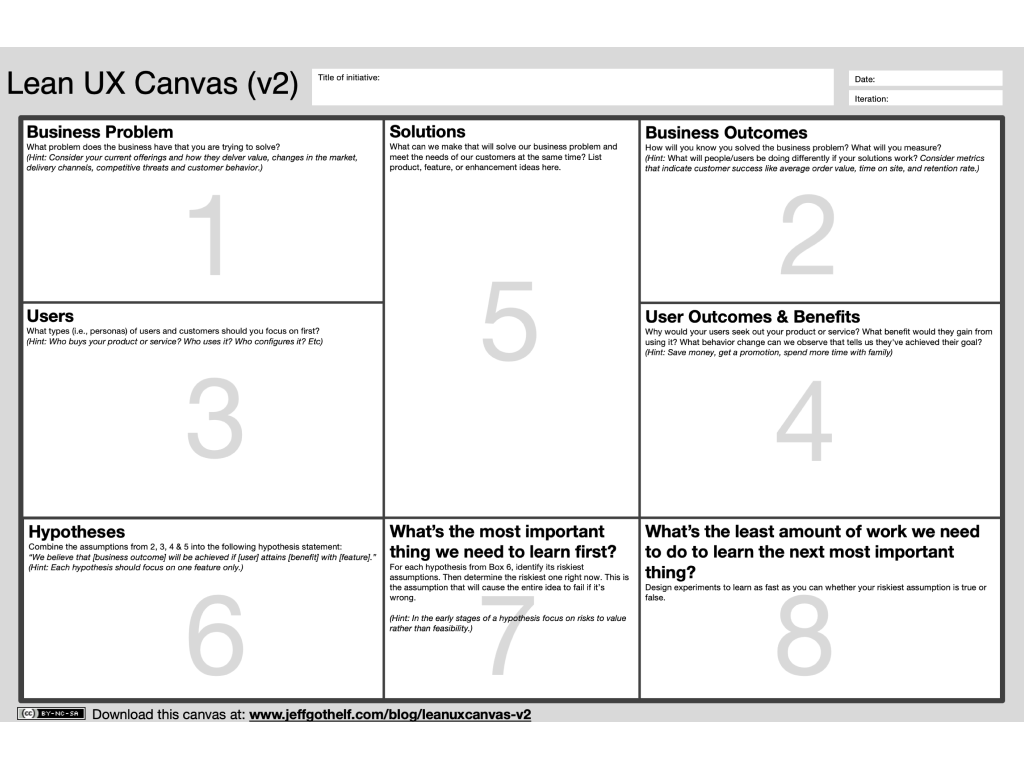 Lean UX Canvas (v2)
Title of initiative:
Date:
Iteration:
Business Problem
What problem does the business have that you are trying to solve?
(Hint: Consider your current offerings and how they delver value, changes in the market,
delivery channels, competitive threats and customer behavior.)
1
Solutions
What can we make that will solve our business problem and
meet the needs of our customers at the same time? List
product, feature, or enhancement ideas here.
5
Business Outcomes
How will you know you solved the business problem? What will you measure?
(Hint: What will people/users be doing differently if your solutions work? Consider metrics
that indicate customer success like average order value, time on site, and retention rate.)
2
Users
What types (i.e., personas) of users and customers should you focus on first?
(Hint: Who buys your product or service? Who uses it? Who configures it? Etc)
3
User Outcomes & Benefits
Why would your users seek out your product or service? What benefit would they gain from
using it? What behavior change can we observe that tells us they've achieved their goal?
(Hint: Save money, get a promotion, spend more time with family)
4
Hypotheses
Combine the assumptions from 2, 3, 4 & 5 into the following hypothesis statement:
"We believe that [business outcome] will be achieved if [user] attains [benefit] with [feature]."
(Hint: Each hypothesis should focus on one feature only.)
6
What's the most important
thing we need to learn first?
For each hypothesis from Box 6, identify its riskiest
assumptions. Then determine the riskiest one right now. This is
the assumption that will cause the entire idea to fail if it's
wrong.
(Hint: In the early stages of a hypothesis focus on risks to value
rather than feasibility.)
7
What's the least amount of work we need
to do to learn the next most important
thing?
Design experiments to learn as fast as you can whether your riskiest assumption is true or
false.
8
(cc) BY-NC-SA
Download this canvas at: www.jeffgothelf.com/blog/leanuxcanvas-v2